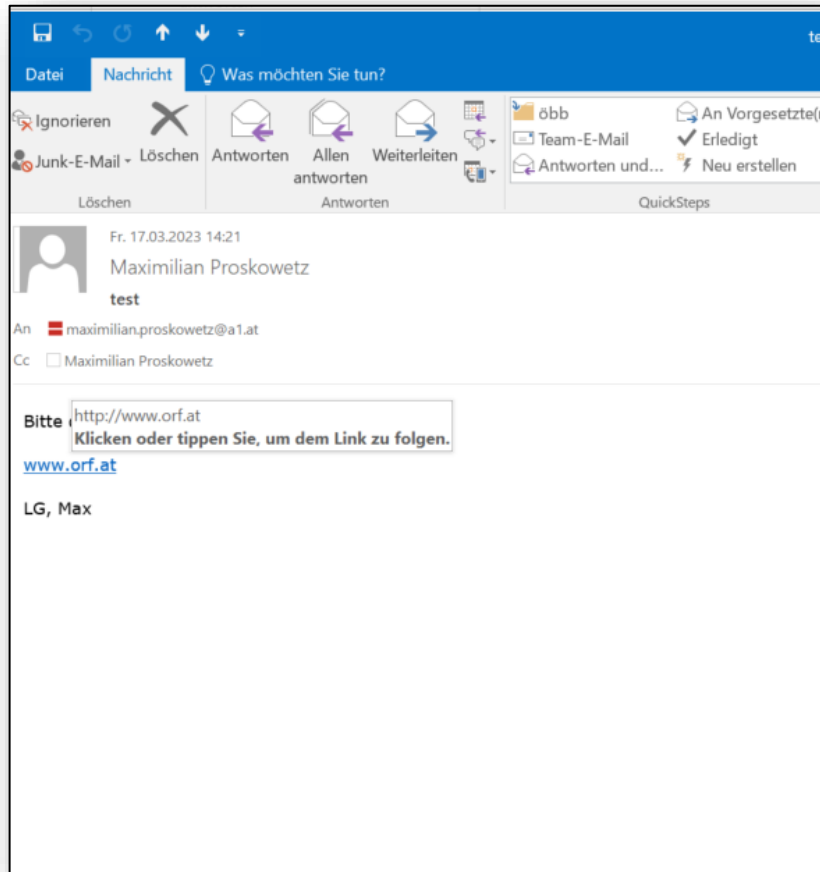 te
Datei Nachricht Was möchten Sie tun?
Ignorieren
Junk-E-Mail
Löschen
Antworten
Allen
antworten
Weiterleiten
öbb
Team-E-Mail
Antworten und...
An Vorgesetzte(
Erledigt
Neu erstellen
Löschen Antworten QuickSteps
Fr. 17.03.2023 14:21
Maximilian Proskowetz
test
An maximilian.proskowetz@a1.at
Cc Maximilian Proskowetz
Bitte
http://www.orf.at
Klicken oder tippen Sie, um dem Link zu folgen.
www.orf.at
LG, Max